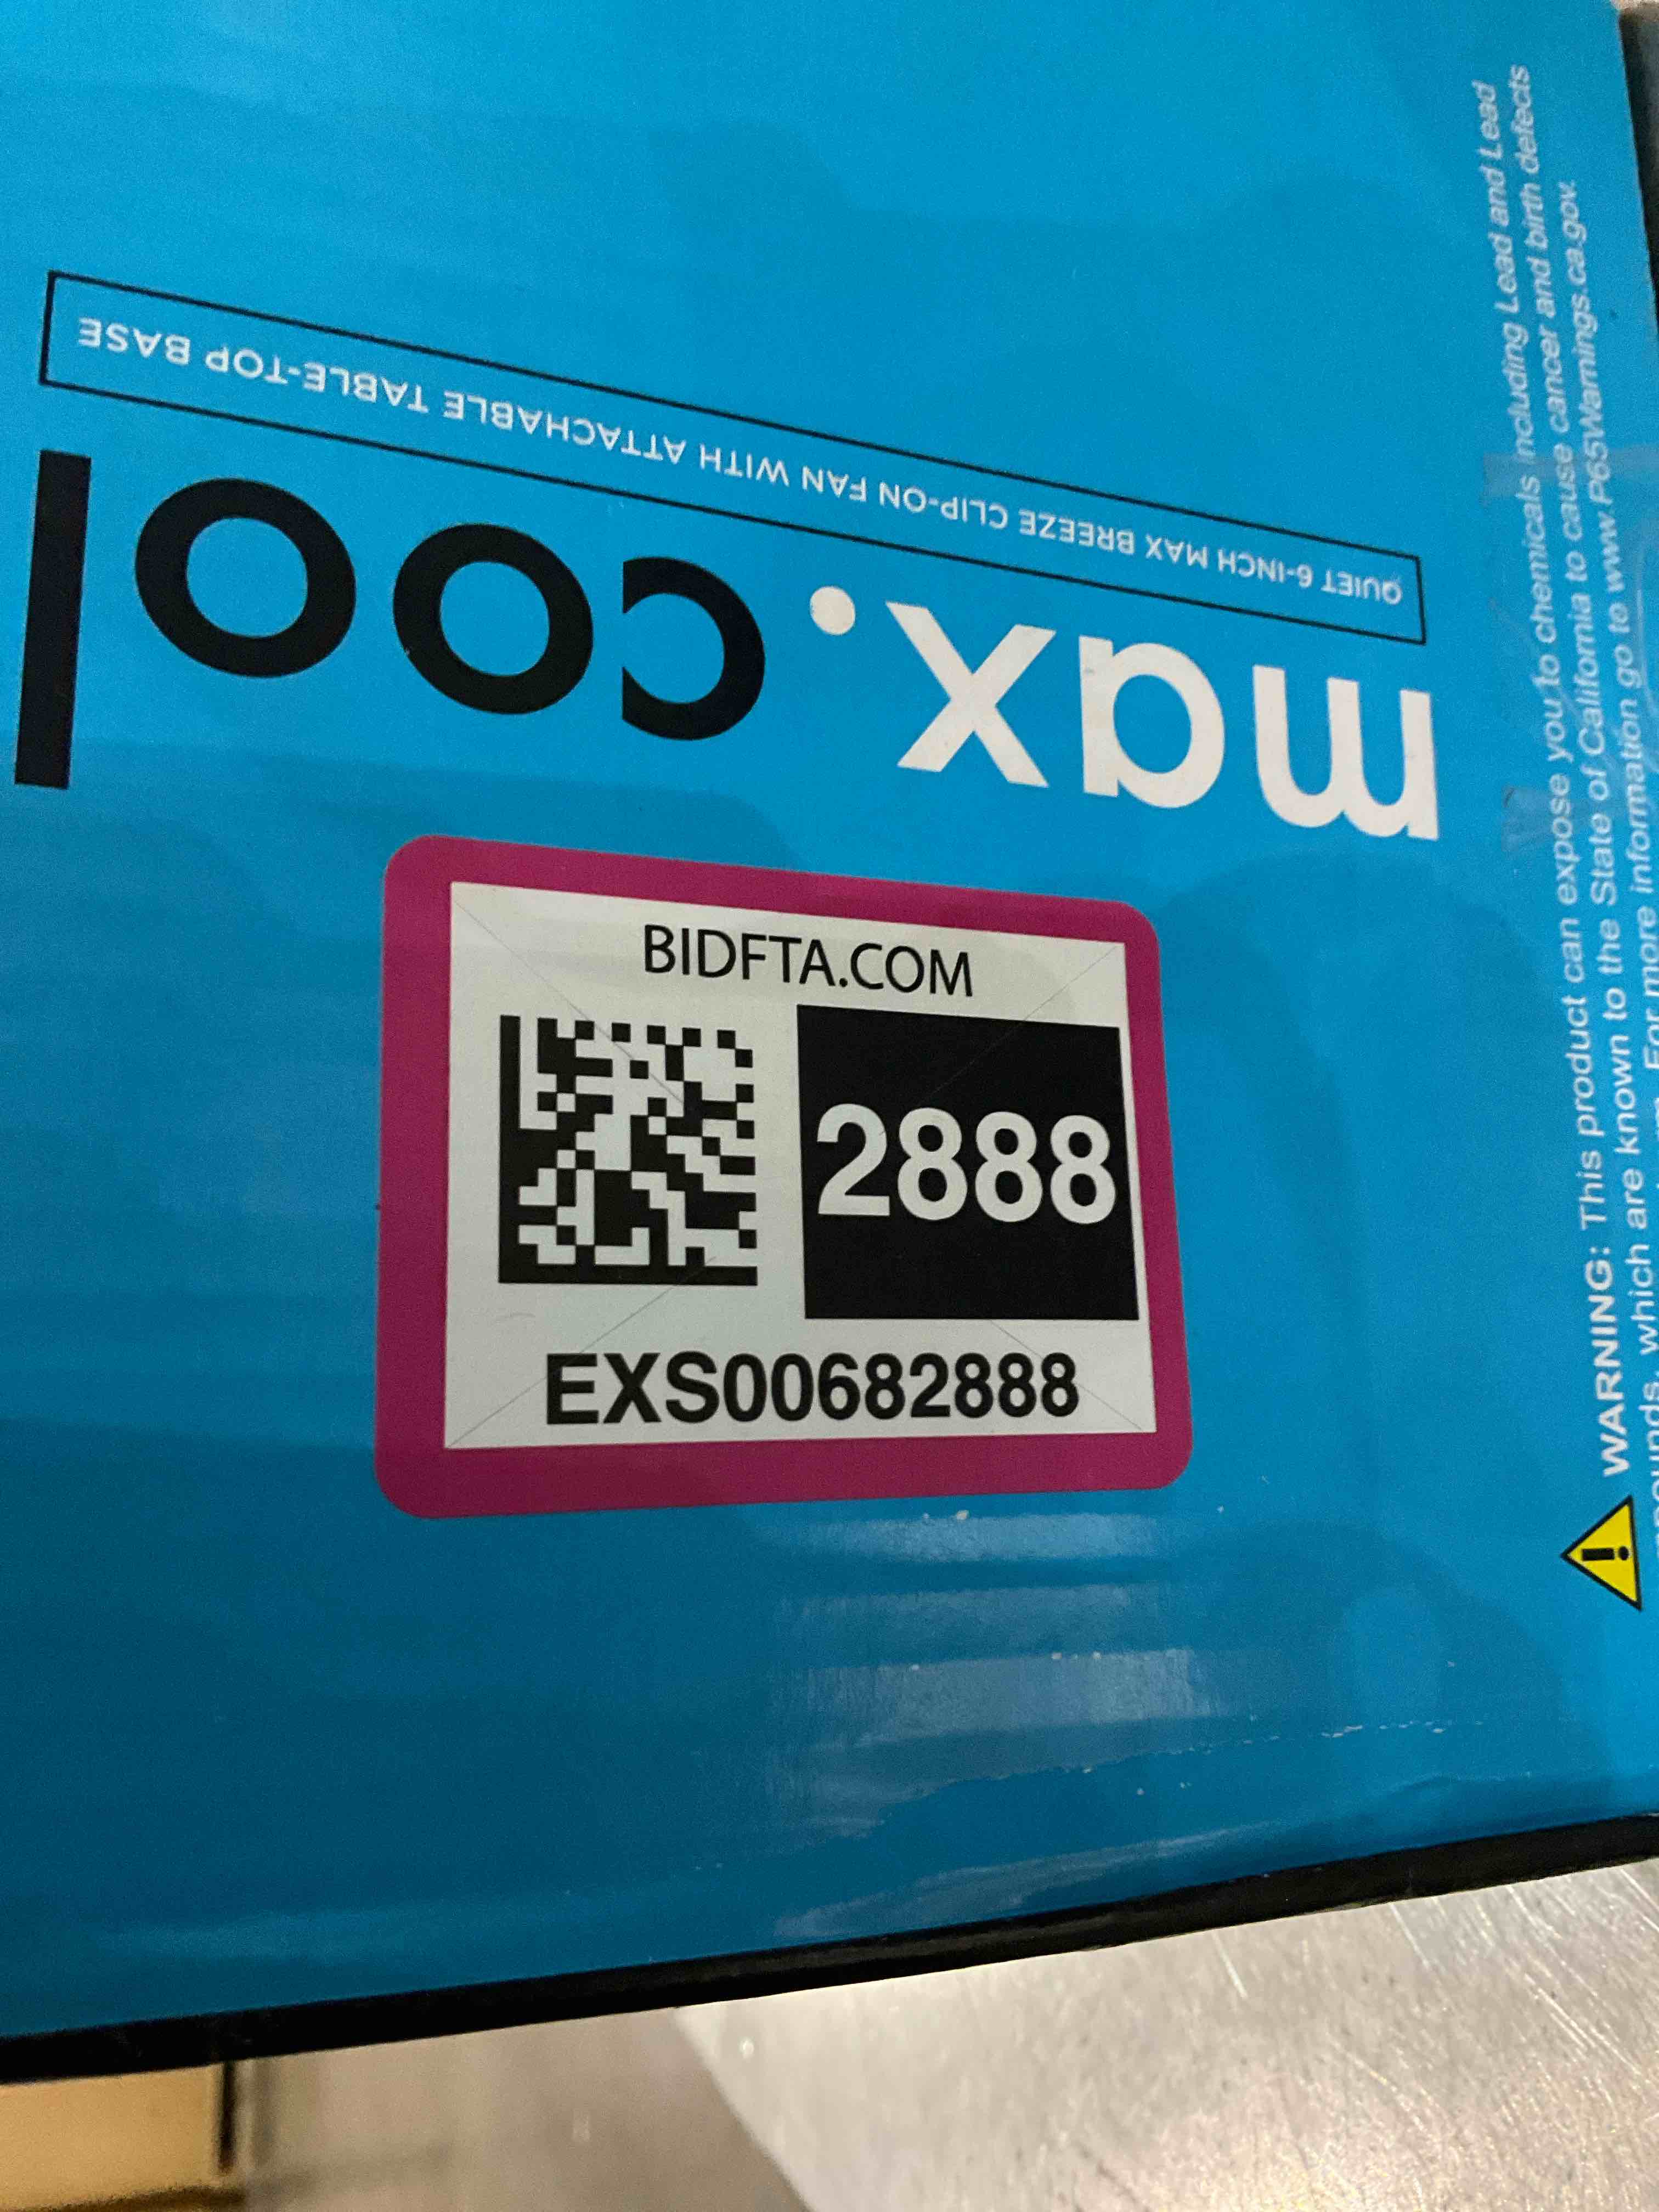 max. cool
QUIET 6-INCH MAX BREEZE CLIP-ON FAN WITH ATTACHABLE TABLE-TOP BASE
BIDFTA.COM
2888
EXS00682888
WARNING: This product can expose you to chemicals including Lead and Lead
which are known to the State of California to cause cancer and birth defects
For more information go to www.P65Warnings.ca.gov.